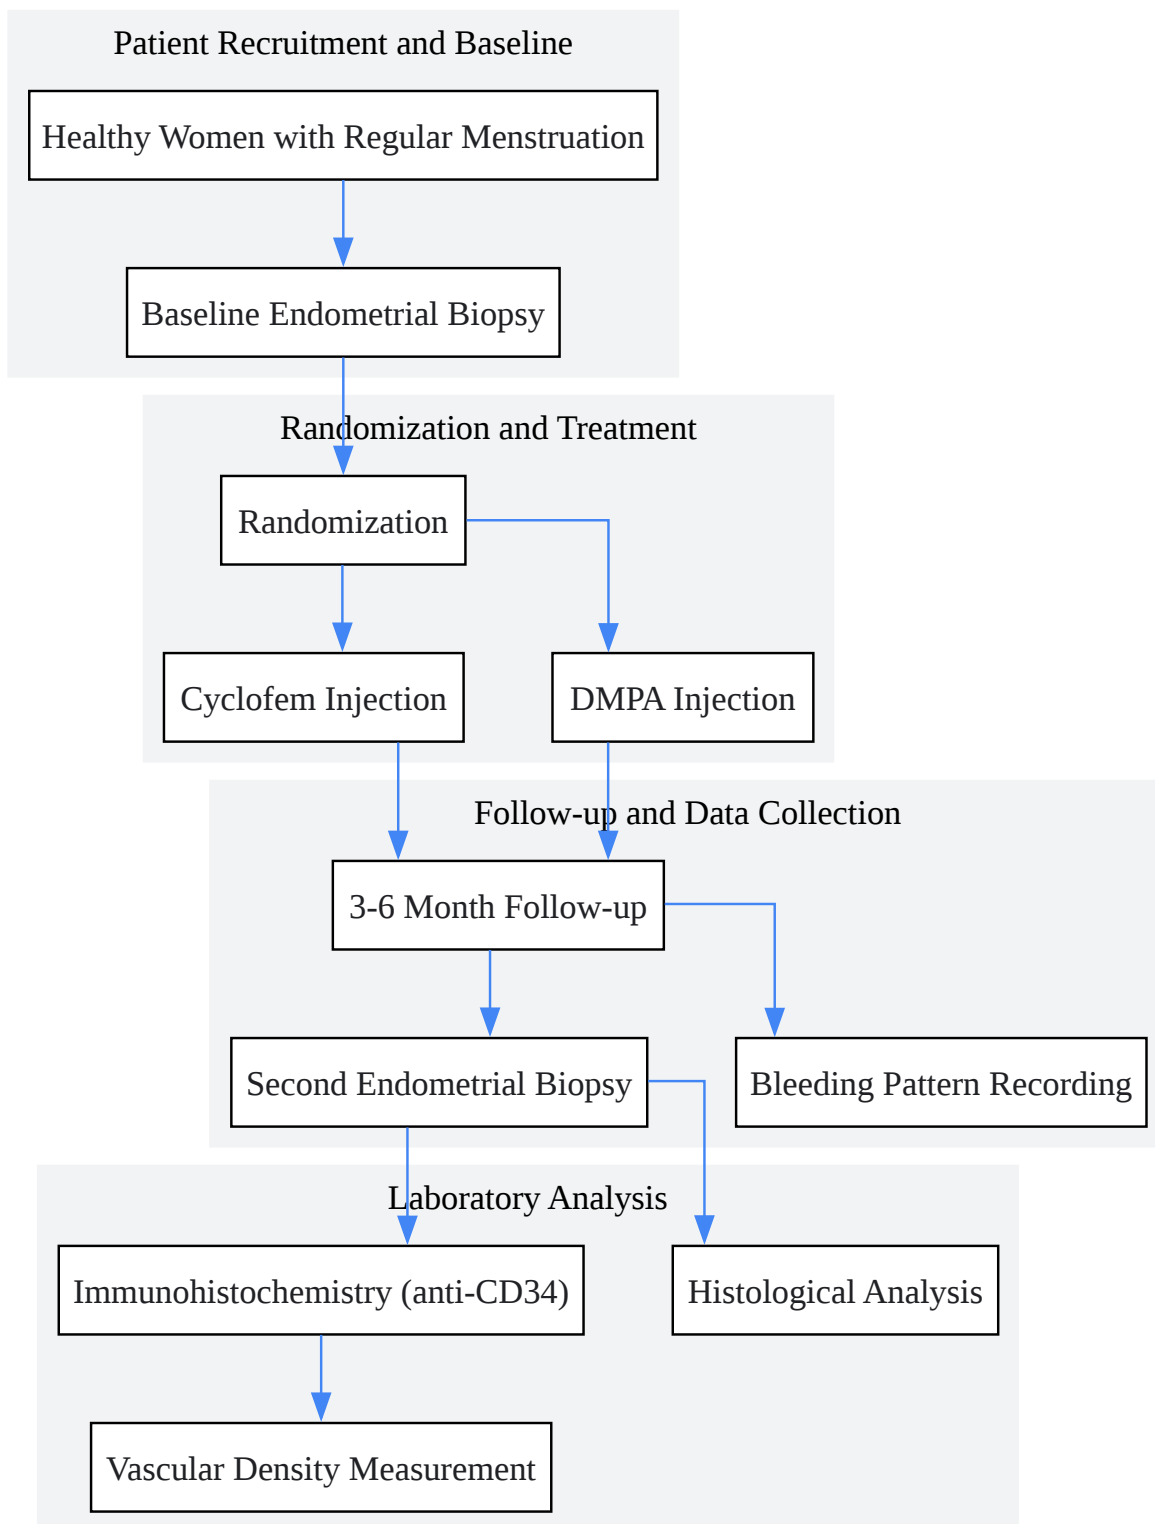 Patient Recruitment and Baseline
Healthy Women with Regular Menstruation
Baseline Endometrial Biopsy
Randomization and Treatment
Randomization
Cyclofem Injection
DMPA Injection
Follow-up and Data Collection
3-6 Month Follow-up
Second Endometrial Biopsy
Bleeding Pattern Recording
Laboratory Analysis
Immunohistochemistry (anti-CD34)
Histological Analysis
Vascular Density Measurement